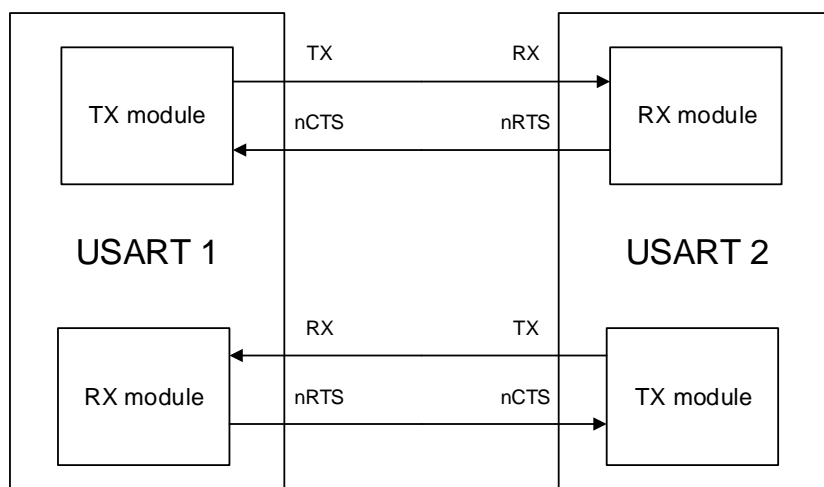 TX RX
TX module RX module
nCTS nRTS
USART 1 USART 2
RX TX
RX module TX module
nRTS nCTS